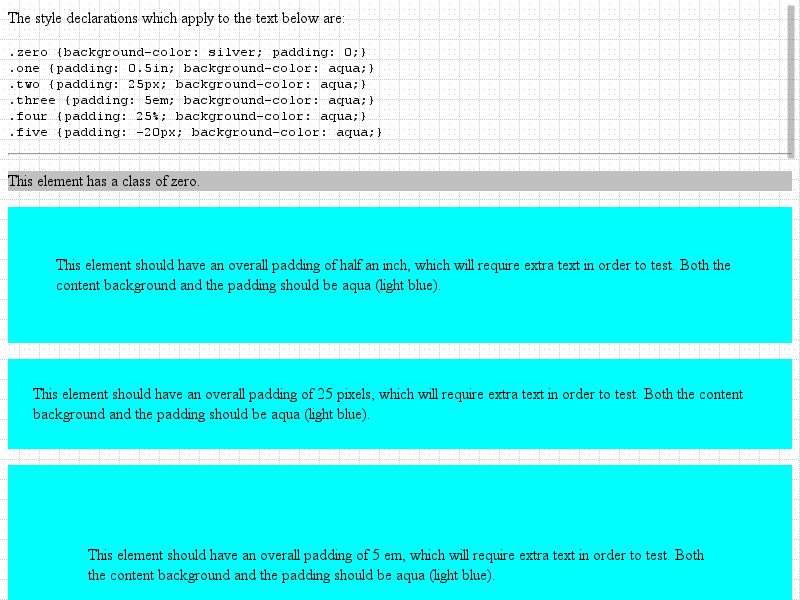 The style declarations which apply to the text below are:
.zero {background-color: silver; padding: 0;}
.one {padding: 0.5in; background-color: aqua;}
.two {padding: 25px; background-color: aqua;}
.three {padding: 5em; background-color: aqua;}
.four {padding: 25%; background-color: aqua;}
.five {padding: -20px; background-color: aqua;}
This element has a class of zero.
This element should have an overall padding of half an inch, which will require extra text in order to test. Both the
content background and the padding should be aqua (light blue).
This element should have an overall padding of 25 pixels, which will require extra text in order to test. Both the content
background and the padding should be aqua (light blue).
This element should have an overall padding of 5 em, which will require extra text in order to test. Both
the content background and the padding should be aqua (light blue).